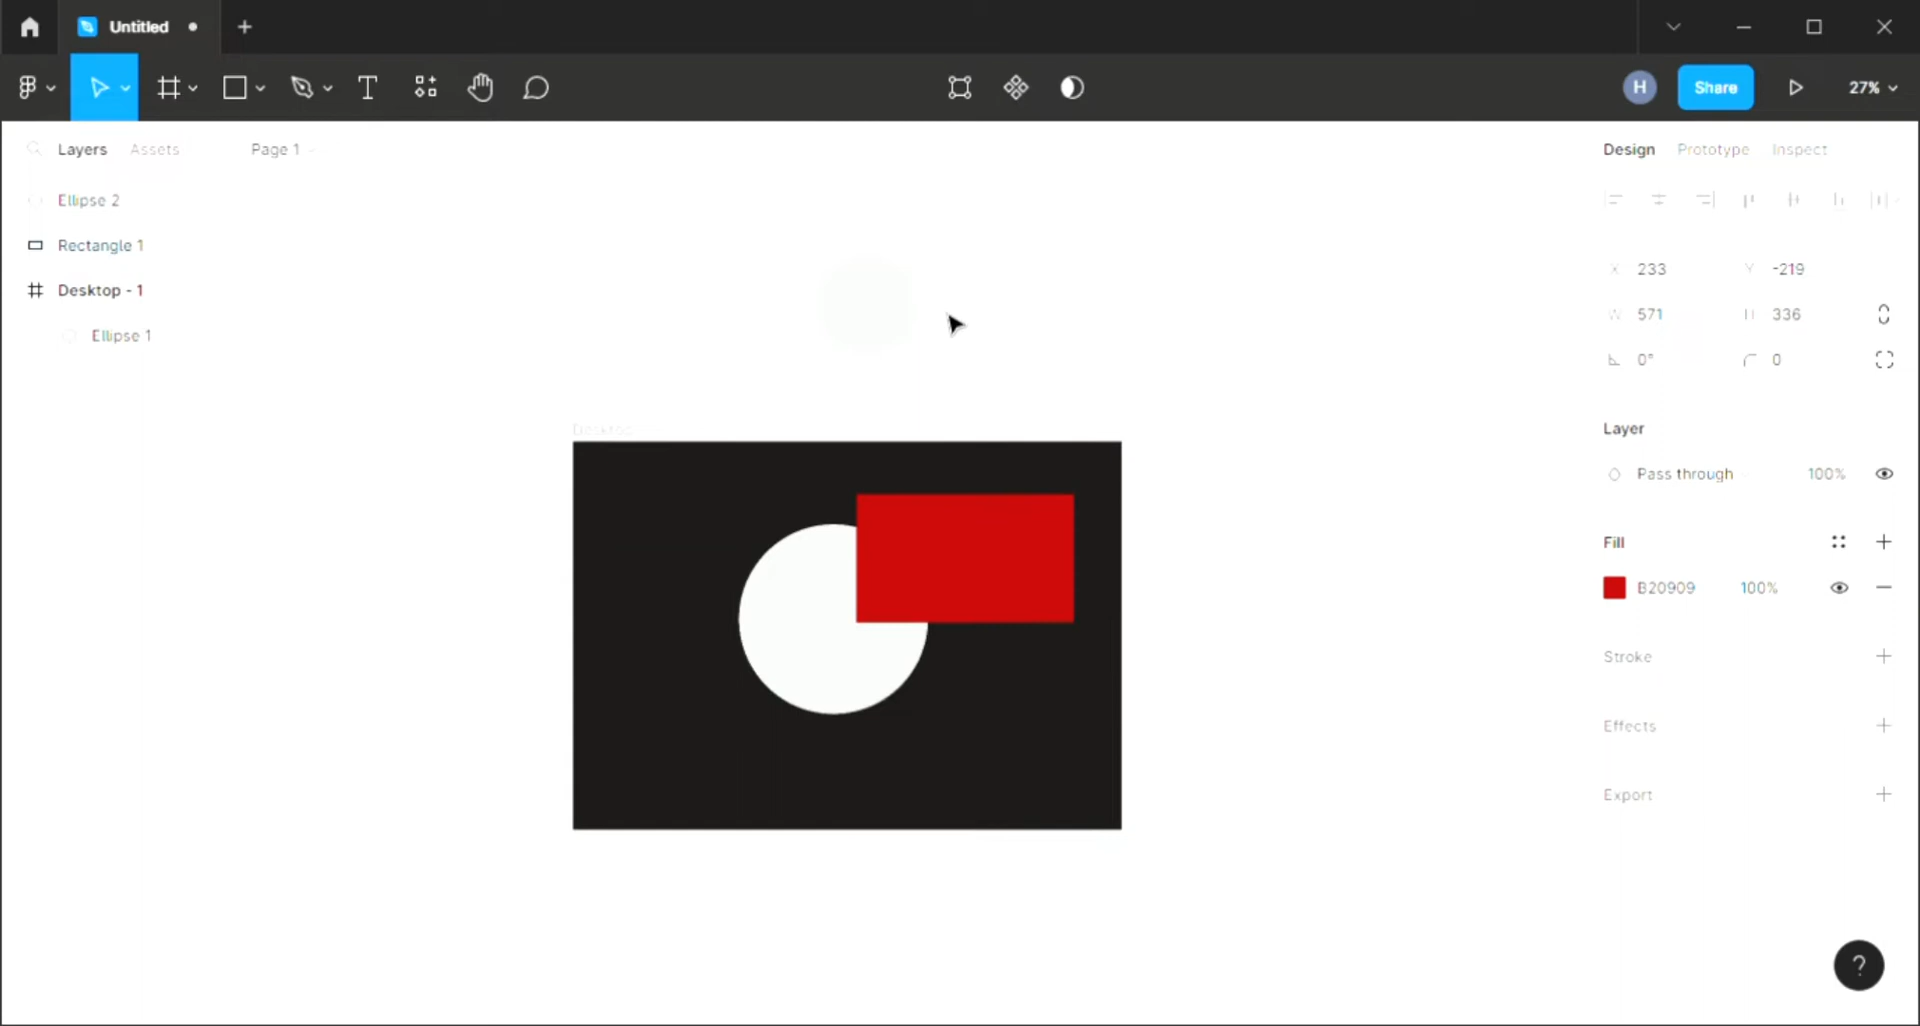 Untitled
Share
27%
H
Layers
Assets
Page 1
Design
Prototype
Inspect
Ellipse 2
Rectangle 1
Desktop - 1
Ellipse 1
X 233
Y -219
W 571
H 336
0°
0
Desktop
Layer
Pass through
100%
Fill
B20909
100%
Stroke
Effects
Export
?